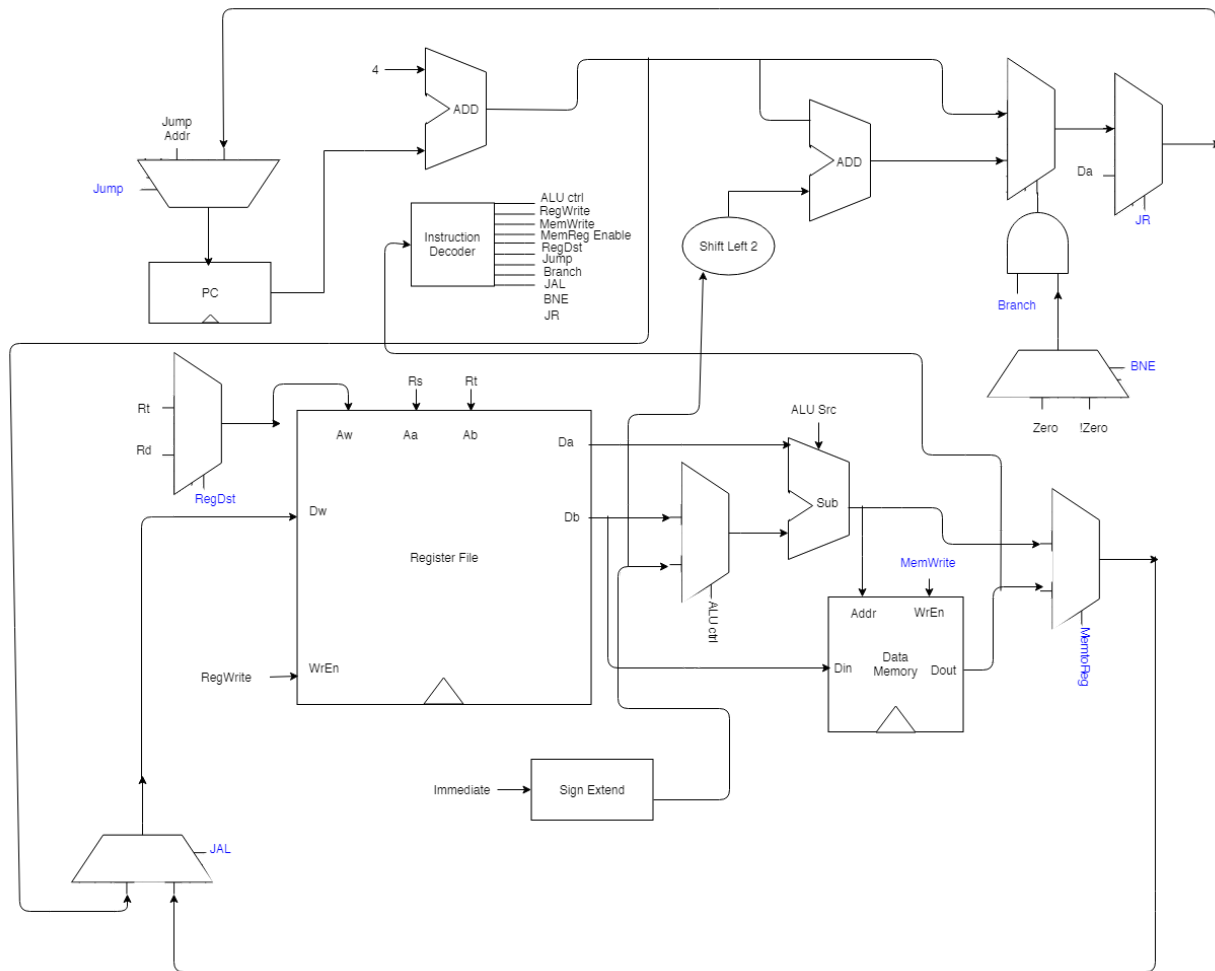 4
ADD
Jump
Addr
Jump
PC
Instruction
Decoder
ALU ctrl
RegWrite
MemWrite
MemReg Enable
RegDst
Jump
Branch
JAL
BNE
JR
ADD
Shift Left 2
Da
JR
Branch
BNE
Zero
!Zero
Rt
Rd
RegDst
Rs
Rt
Aw
Aa
Ab
Da
Db
Dw
Register File
WrEn
RegWrite
ALU Src
Sub
ALU ctrl
MemWrite
Addr
WrEn
Din
Data
Memory
Dout
MemtoReg
Immediate
Sign Extend
JAL